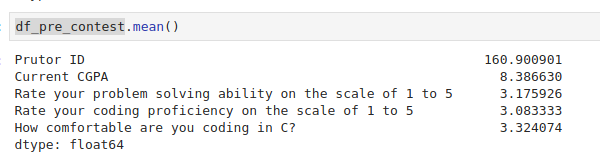 df_pre_contest.mean()
Prutor ID 160.900901
Current CGPA 8.386630
Rate your problem solving ability on the scale of 1 to 5 3.175926
Rate your coding proficiency on the scale of 1 to 5 3.083333
How comfortable are you coding in C? 3.324074
dtype: float64